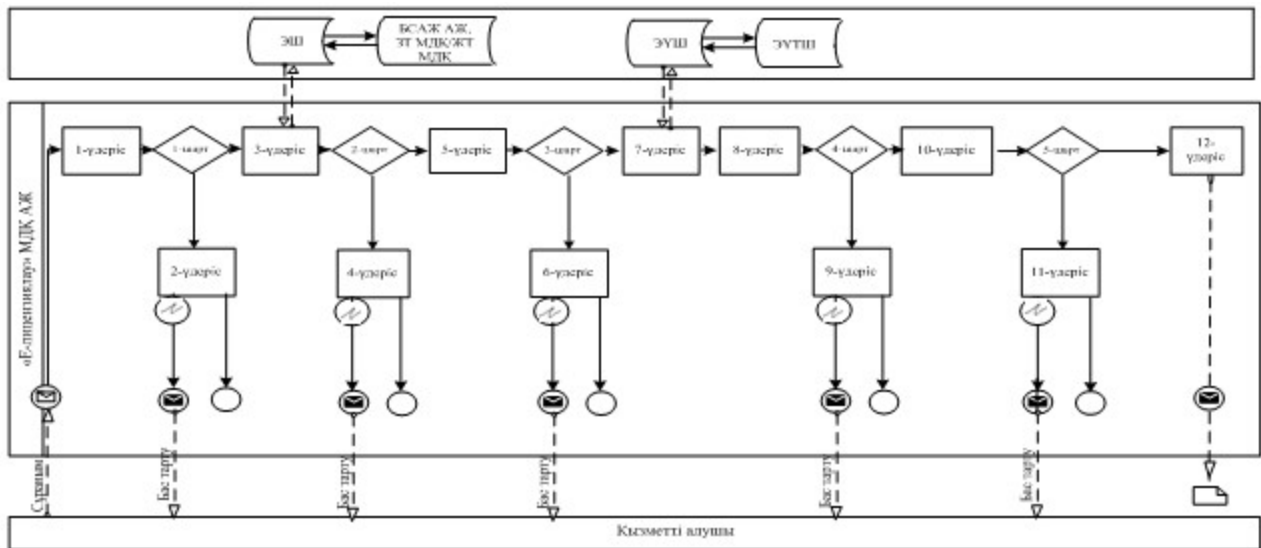 ЭШ
БСАЖ АЖ,
ЗТ МДҚ/ЖТ
МДҚ
ЭҮШ
ЭҮТШ
«Е-лицензиялау» МДҚ АЖ
1-үдеріс
1-шарт
3-үдеріс
2-шарт
5-үдеріс
3-шарт
7-үдеріс
8-үдеріс
4-шарт
10-үдеріс
5-шарт
12-
үдеріс
2-үдеріс
4-үдеріс
6-үдеріс
9-үдеріс
11-үдеріс
Сұраным
Бас тарту
Бас тарту
Бас тарту
Бас тарту
Бас тарту
Қызметті алушы